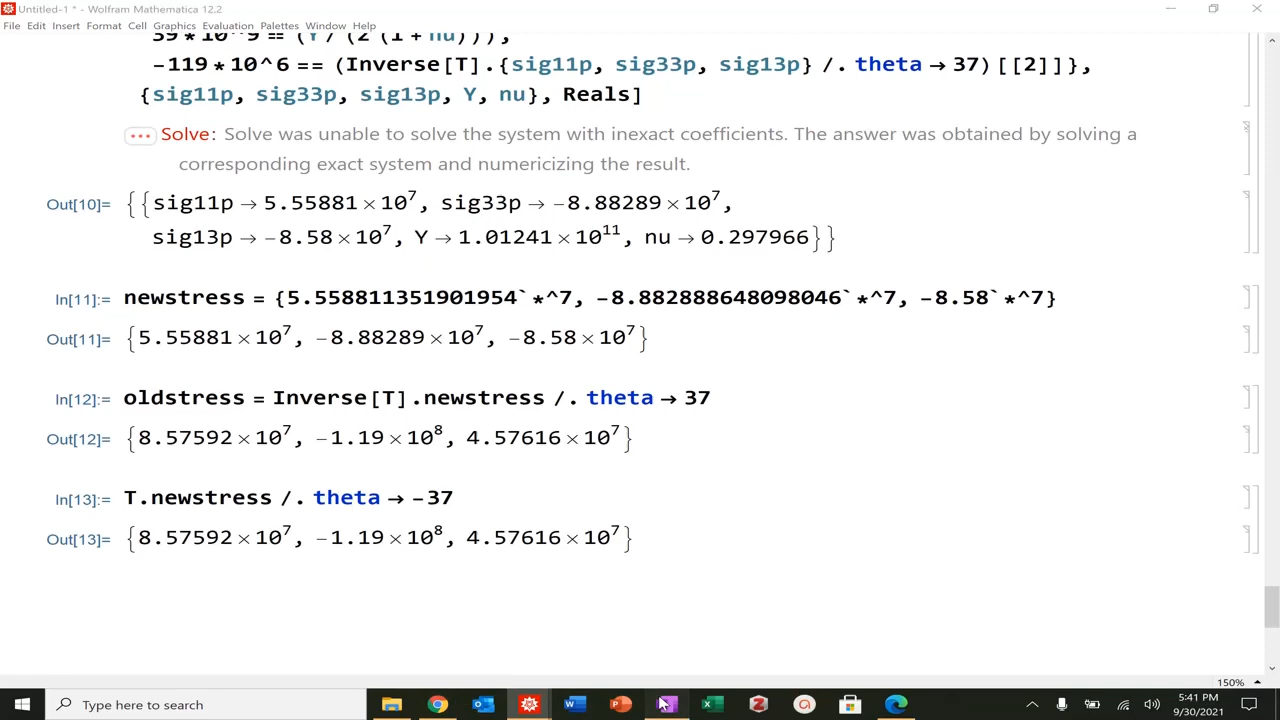 Untitled-1 * - Wolfram Mathematica 12.2
File Edit Insert Format Cell Graphics Evaluation Palettes Window Help
39 * 10^9 == (Y / (2 (1 + nu))),
-119 * 10^6 == (Inverse[T].{sig11p, sig33p, sig13p} /. theta → 37)[[2]]},
{sig11p, sig33p, sig13p, Y, nu}, Reals]
Solve: Solve was unable to solve the system with inexact coefficients. The answer was obtained by solving a
corresponding exact system and numericizing the result.
Out[10]= {{sig11p → 5.55881 × 10^7, sig33p → -8.88289 × 10^7,
sig13p → -8.58 × 10^7, Y → 1.01241 × 10^11, nu → 0.297966}}
In[11]:= newstress = {5.558811351901954`*^7, -8.882888648098046`*^7, -8.58`*^7}
Out[11]= {5.55881 × 10^7, -8.88289 × 10^7, -8.58 × 10^7}
In[12]:= oldstress = Inverse[T].newstress /. theta → 37
Out[12]= {8.57592 × 10^7, -1.19 × 10^8, 4.57616 × 10^7}
In[13]:= T.newstress /. theta → -37
Out[13]= {8.57592 × 10^7, -1.19 × 10^8, 4.57616 × 10^7}
150%
Type here to search
5:41 PM
9/30/2021